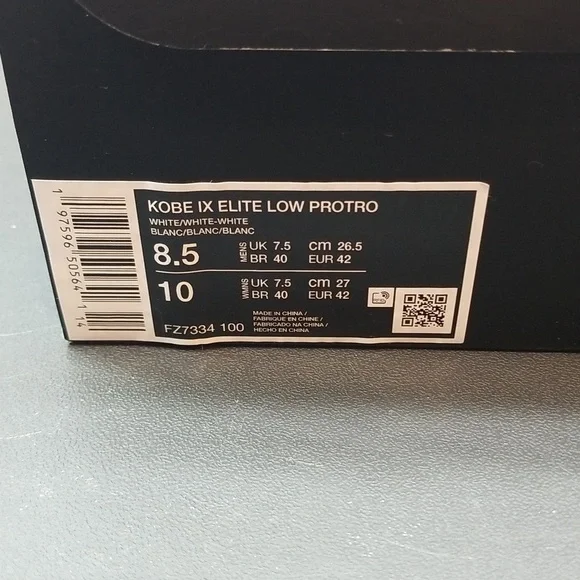 KOBE IX ELITE LOW PROTRO
WHITE/WHITE-WHITE
BLANC/BLANC/BLANC
8.5 MENS UK 7.5 cm 26.5
BR 40 EUR 42
10 WMNS UK 7.5 cm 27
BR 40 EUR 42
FZ7334 100
MADE IN CHINA /
FABRIQUE EN CHINE /
FABRICADO NA CHINA /
HECHO EN CHINA
1 97596 50564 1 14